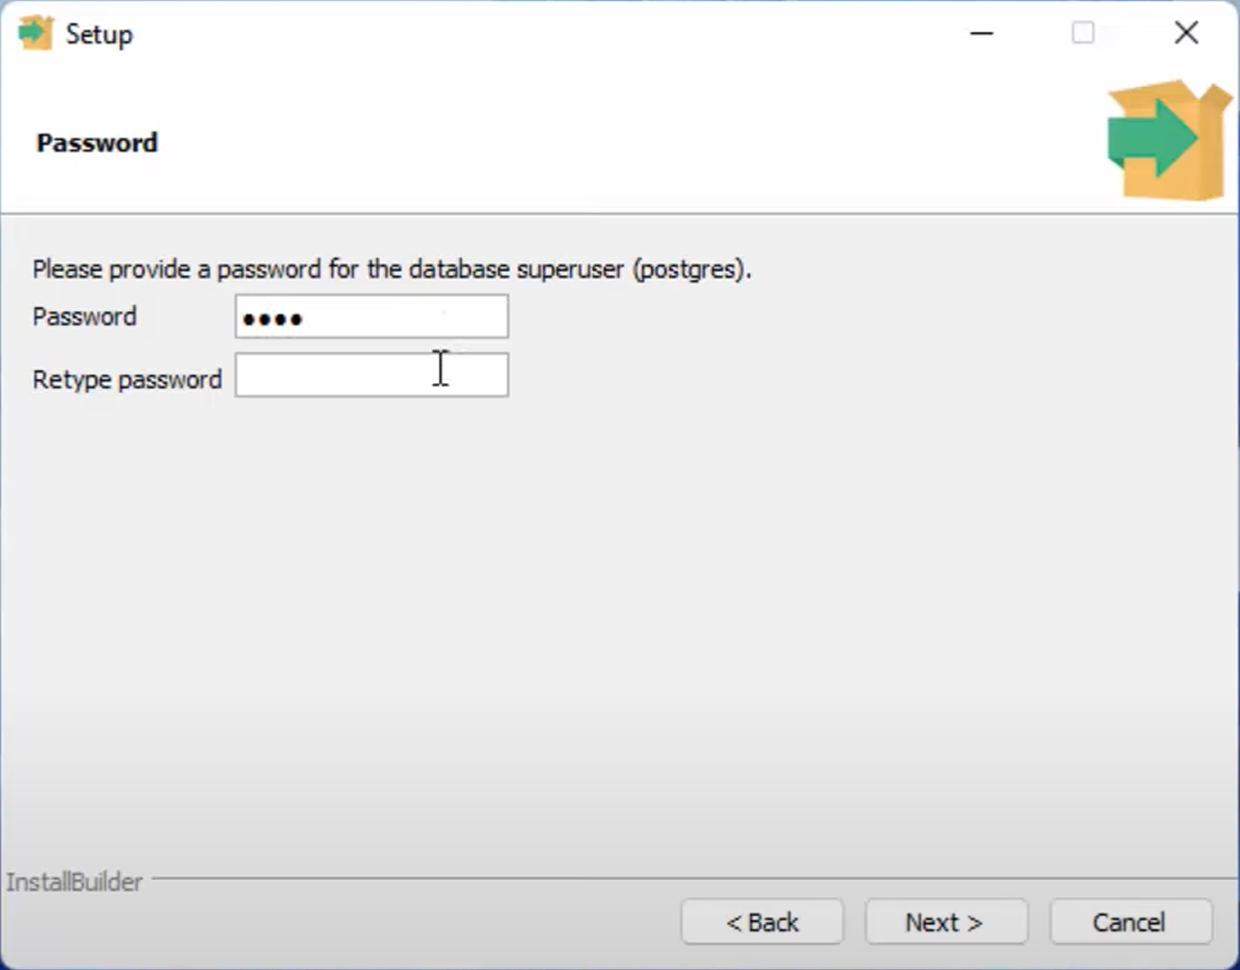 Setup
Password
Please provide a password for the database superuser (postgres).
Password ••••
Retype password
InstallBuilder
< Back Next > Cancel